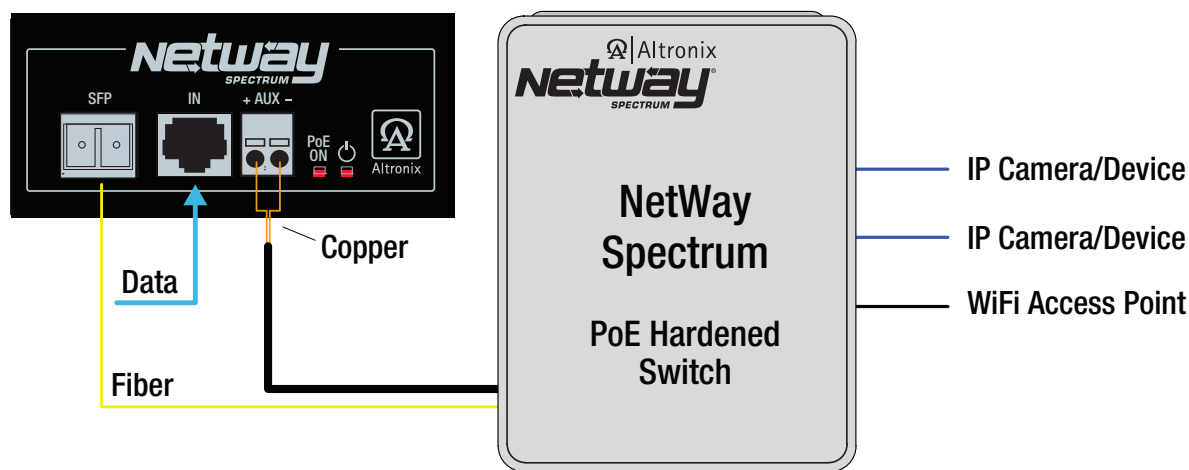 NetWay
SPECTRUM
SFP
IN
+ AUX –
PoE
ON
Altronix
Copper
Data
Fiber
Altronix
NetWay®
SPECTRUM
NetWay
Spectrum
PoE Hardened
Switch
IP Camera/Device
IP Camera/Device
WiFi Access Point